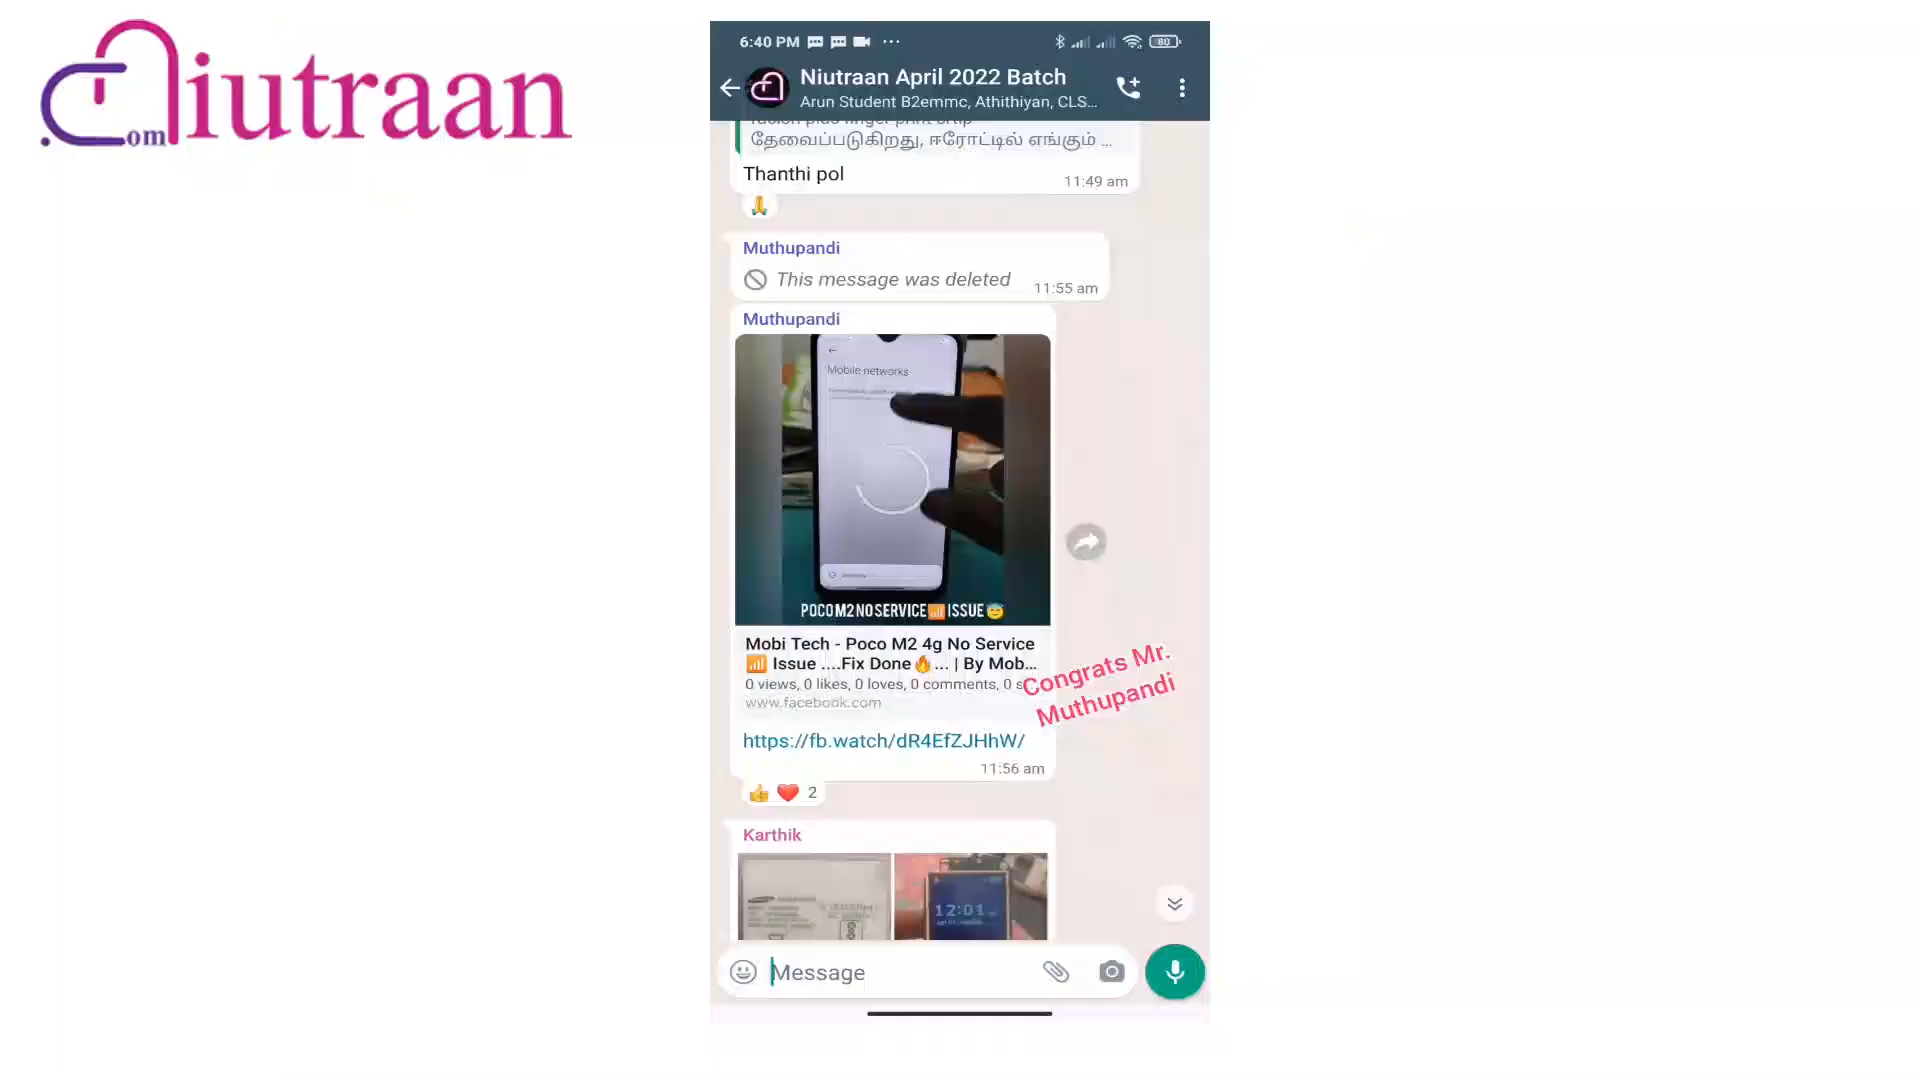 Niutraan
.com
6:40 PM
80
Niutraan April 2022 Batch
Arun Student B2emmc, Athithiyan, CLS...
தேவைப்படுகிறது, ஈரோட்டில் எங்கும் ...
Thanthi pol
11:49 am
🙏
Muthupandi
This message was deleted
11:55 am
Muthupandi
Mobile networks
POCO M2 NO SERVICE📶 ISSUE😇
Mobi Tech - Poco M2 4g No Service
📶 Issue ....Fix Done🔥... | By Mob...
0 views, 0 likes, 0 loves, 0 comments, 0 s...
www.facebook.com
Congrats Mr.
Muthupandi
https://fb.watch/dR4EfZJHhW/
11:56 am
👍 ❤️ 2
Karthik
12:01
Message